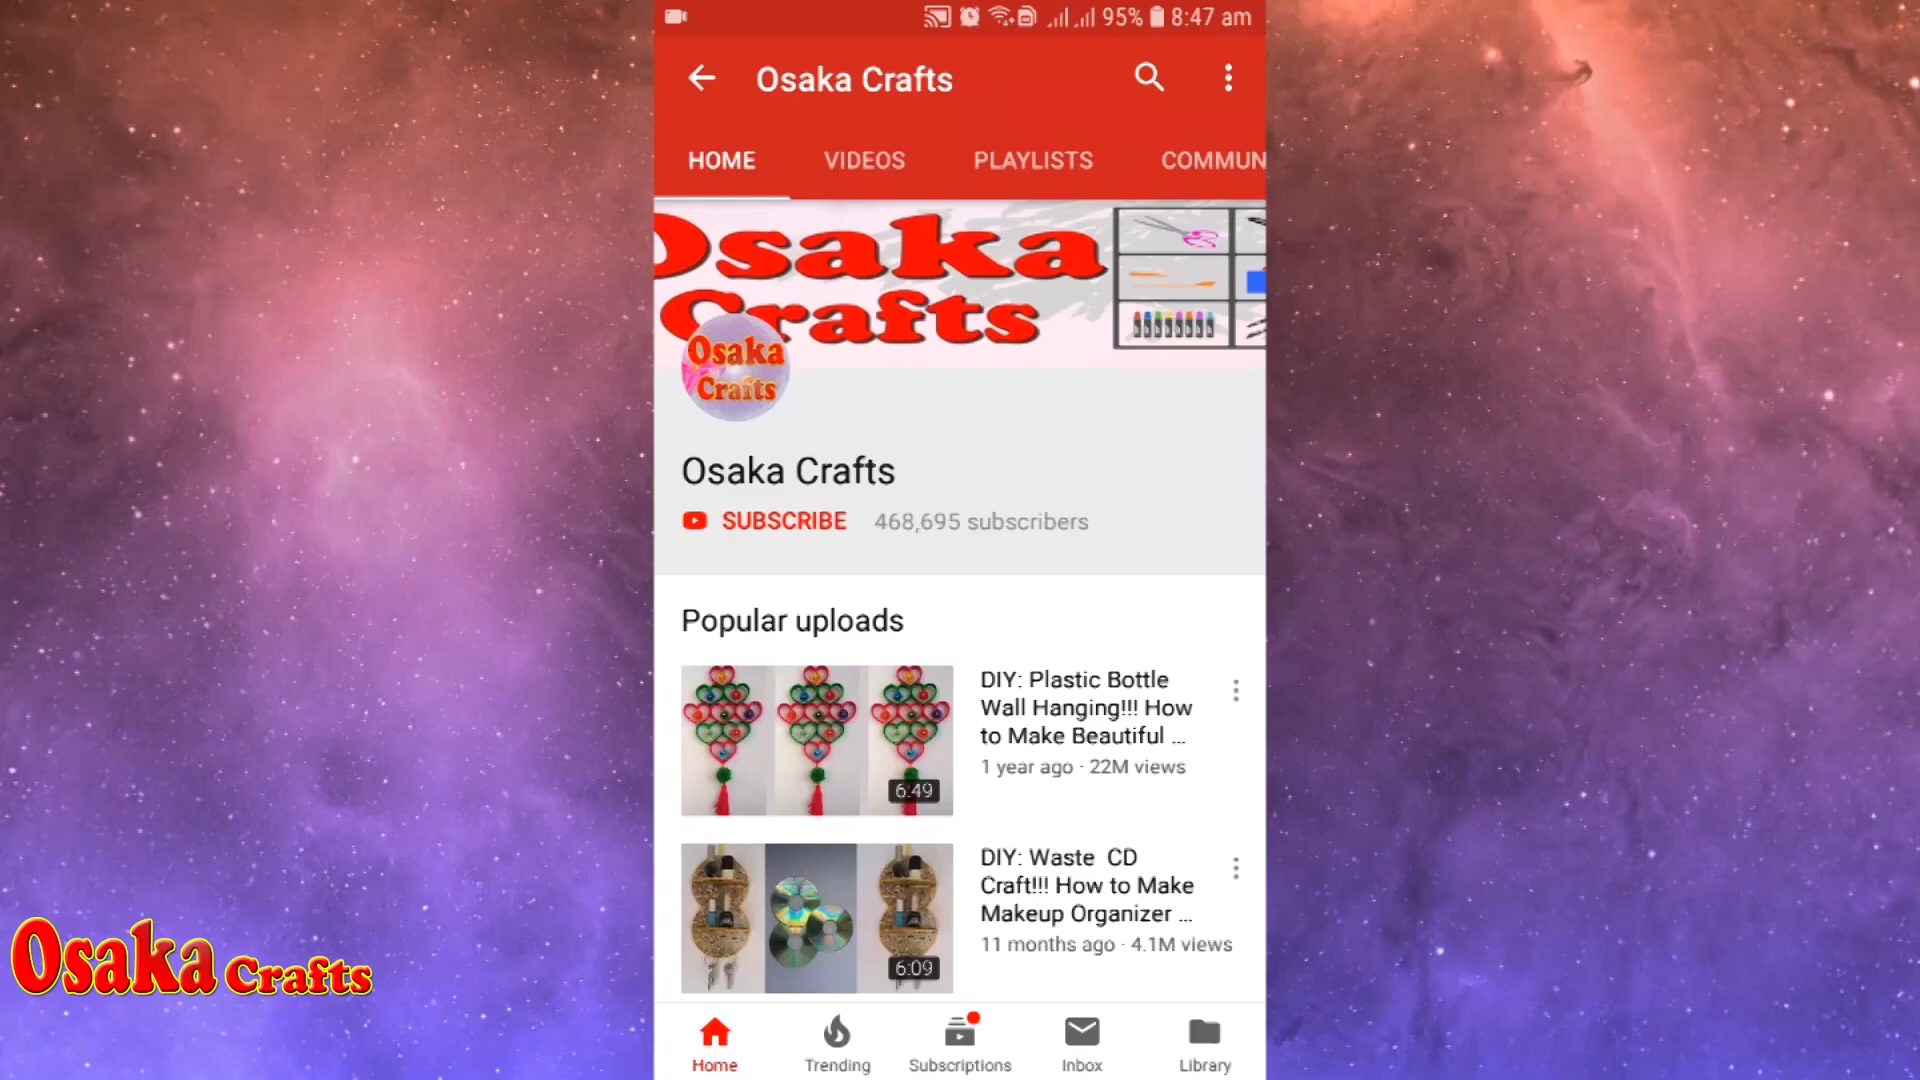 95% 8:47 am
Osaka Crafts
HOME VIDEOS PLAYLISTS COMMUN
Osaka
Crafts
Osaka
Crafts
Osaka Crafts
SUBSCRIBE 468,695 subscribers
Popular uploads
DIY: Plastic Bottle
Wall Hanging!!! How
to Make Beautiful ...
1 year ago · 22M views
6:49
DIY: Waste CD
Craft!!! How to Make
Makeup Organizer ...
11 months ago · 4.1M views
6:09
Osaka Crafts
Home Trending Subscriptions Inbox Library